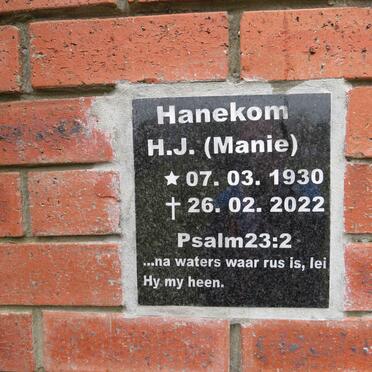 Hanekom
H.J. (Manie)
★ 07. 03. 1930
† 26. 02. 2022
Psalm23:2
...na waters waar rus is, lei
Hy my heen.